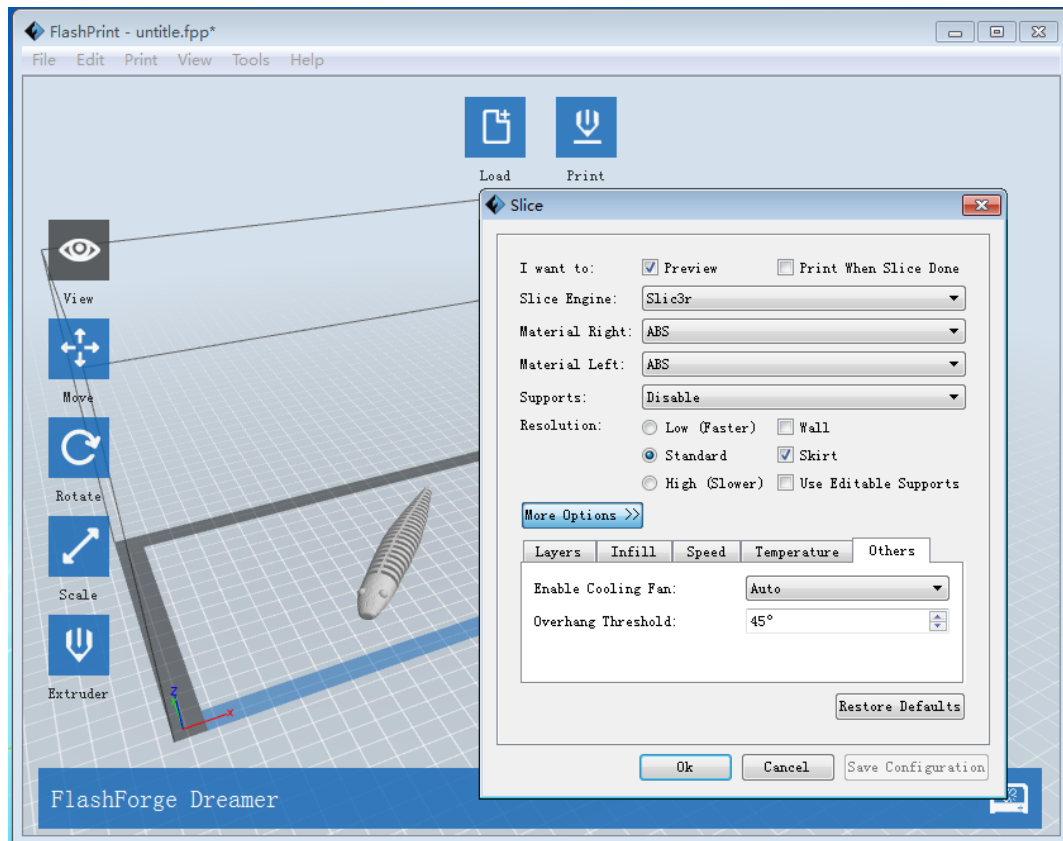 FlashPrint - untitle.fpp*
File Edit Print View Tools Help
Load Print
Slice
I want to: Preview Print When Slice Done
Slice Engine: Slic3r
Material Right: ABS
Material Left: ABS
Supports: Disable
Resolution: Low (Faster) Wall
Standard Skirt
High (Slower) Use Editable Supports
More Options >>
Layers Infill Speed Temperature Others
Enable Cooling Fan: Auto
Overhang Threshold: 45°
Restore Defaults
Ok Cancel Save Configuration
View
Move
Rotate
Scale
Extruder
Z
x
FlashForge Dreamer